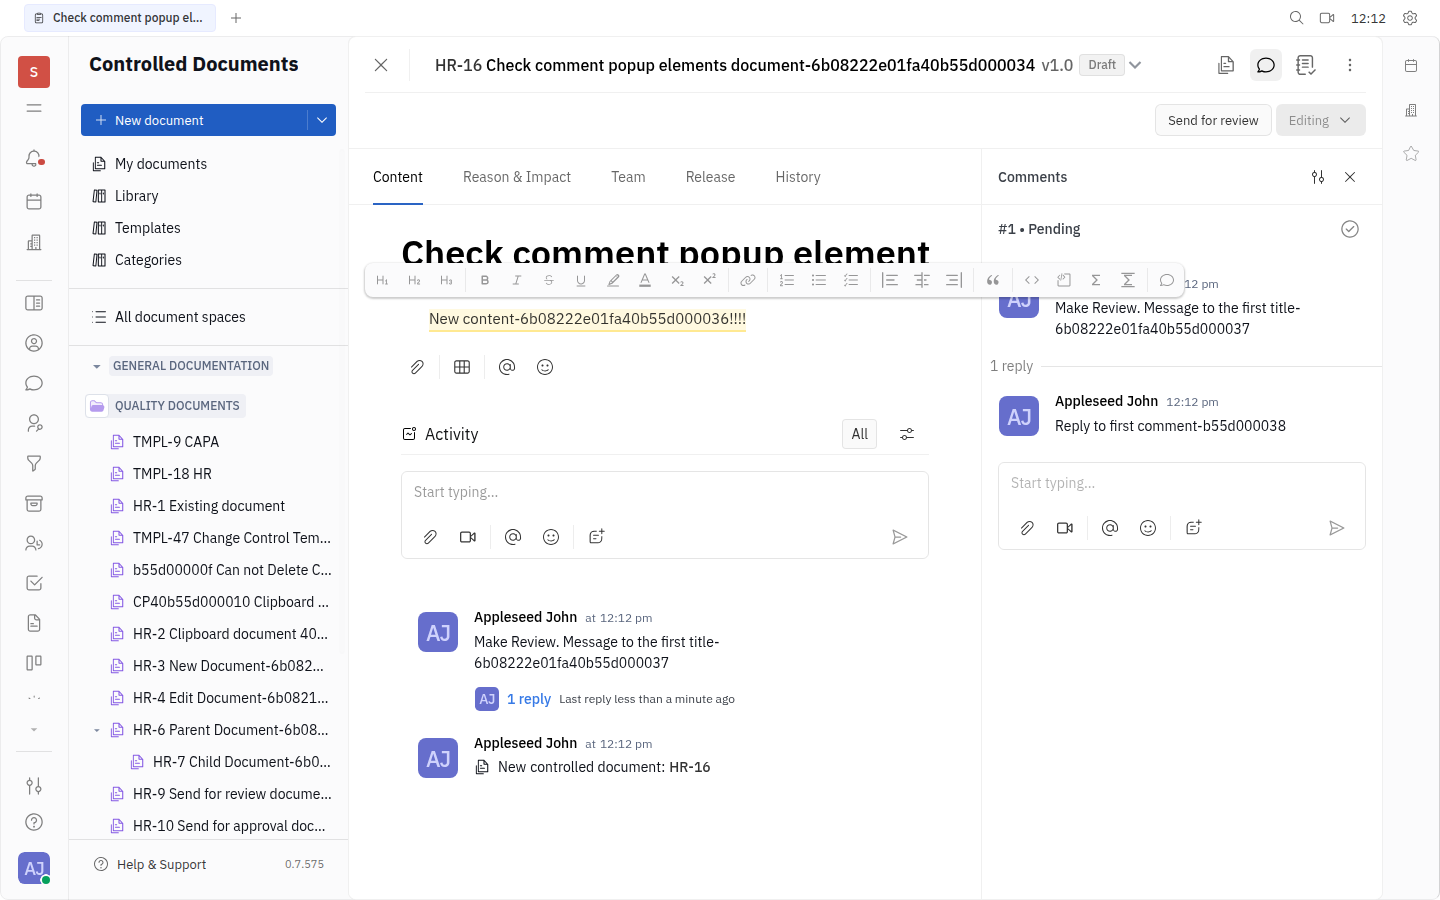 Check comment popup el...
12:12
S
Controlled Documents
New document
My documents
Library
Templates
Categories
All document spaces
GENERAL DOCUMENTATION
QUALITY DOCUMENTS
TMPL-9 CAPA
TMPL-18 HR
HR-1 Existing document
TMPL-47 Change Control Tem...
b55d00000f Can not Delete C...
CP40b55d000010 Clipboard ...
HR-2 Clipboard document 40...
HR-3 New Document-6b082...
HR-4 Edit Document-6b0821...
HR-6 Parent Document-6b08...
HR-7 Child Document-6b0...
HR-9 Send for review docume...
HR-10 Send for approval doc...
Help & Support
0.7.575
AJ
HR-16 Check comment popup elements document-6b08222e01fa40b55d000034 v1.0 Draft
Send for review
Editing
Content
Reason & Impact
Team
Release
History
Check comment popup element
H1 H2 H3 B I S U A X2 X2
New content-6b08222e01fa40b55d000036!!!!
Activity
All
Start typing...
AJ
Appleseed John at 12:12 pm
Make Review. Message to the first title-
6b08222e01fa40b55d000037
AJ
1 reply Last reply less than a minute ago
AJ
Appleseed John at 12:12 pm
New controlled document: HR-16
Comments
#1 • Pending
AJ
12 pm
Make Review. Message to the first title-
6b08222e01fa40b55d000037
1 reply
AJ
Appleseed John 12:12 pm
Reply to first comment-b55d000038
Start typing...